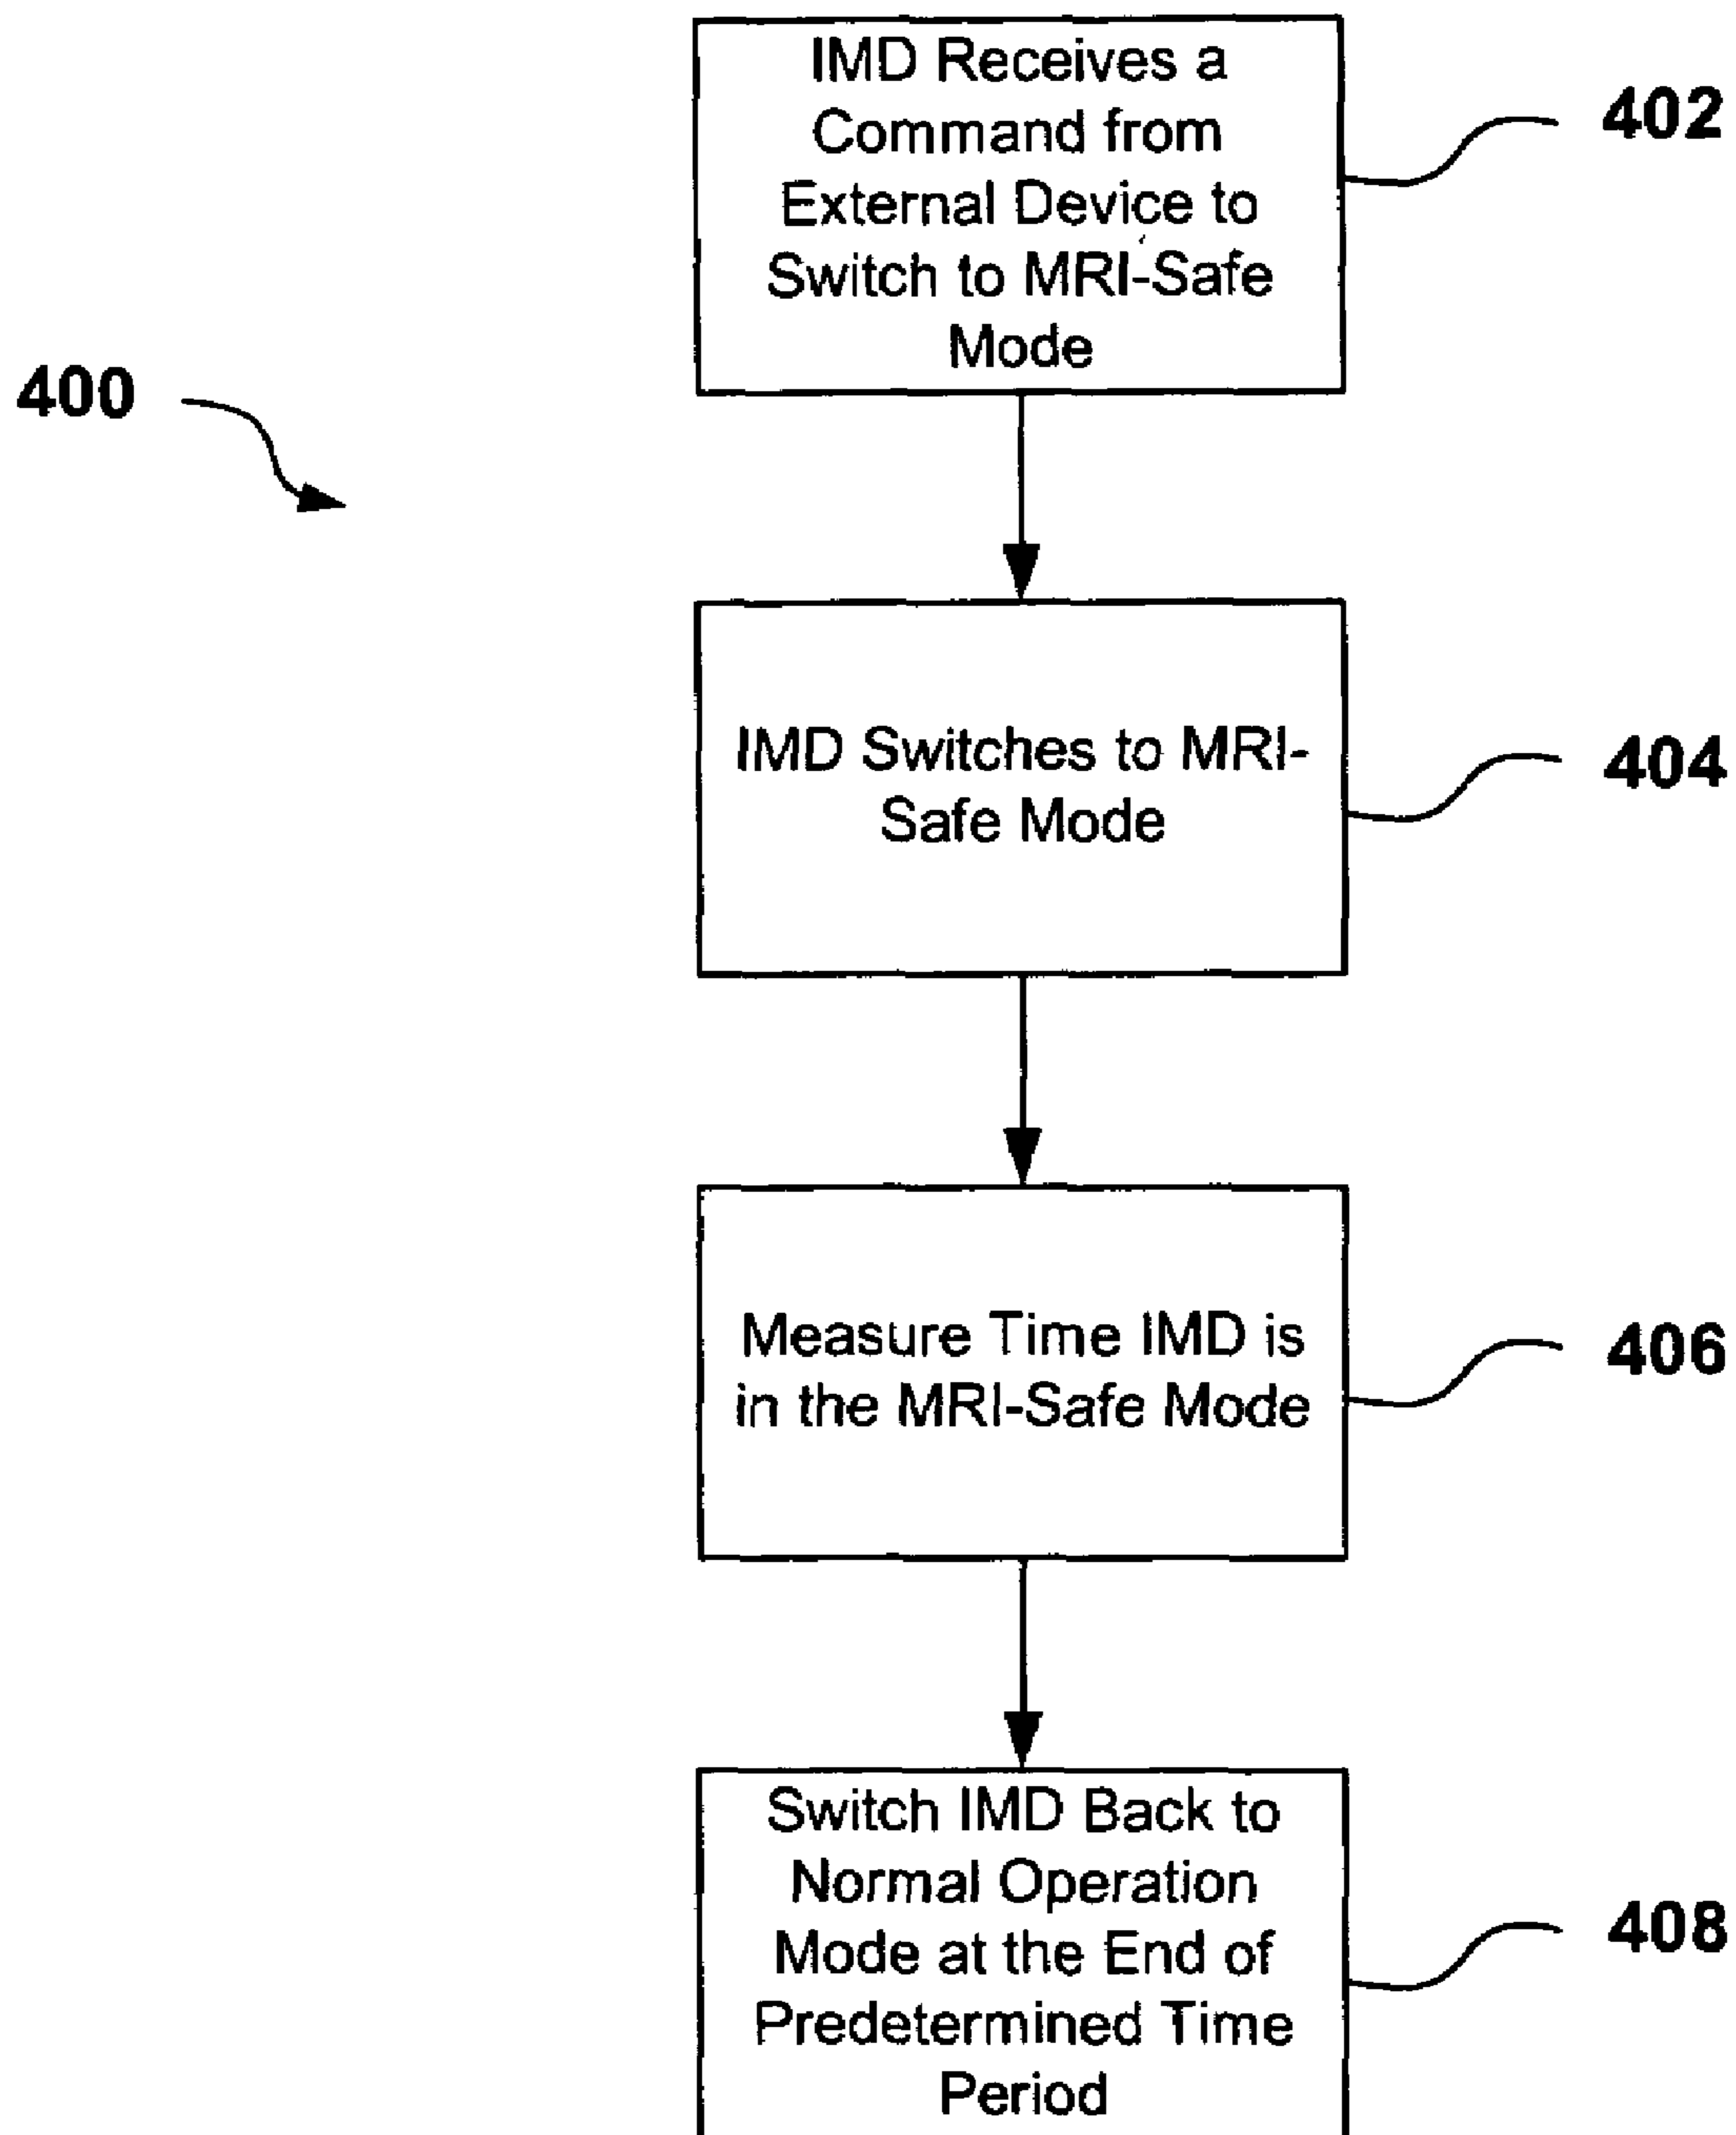 IMD Receives a
Command from
External Device to
Switch to MRI-Safe
Mode
402
400
IMD Switches to MRI-
Safe Mode
404
Measure Time IMD is
in the MRI-Safe Mode
406
Switch IMD Back to
Normal Operation
Mode at the End of
Predetermined Time
Period
408